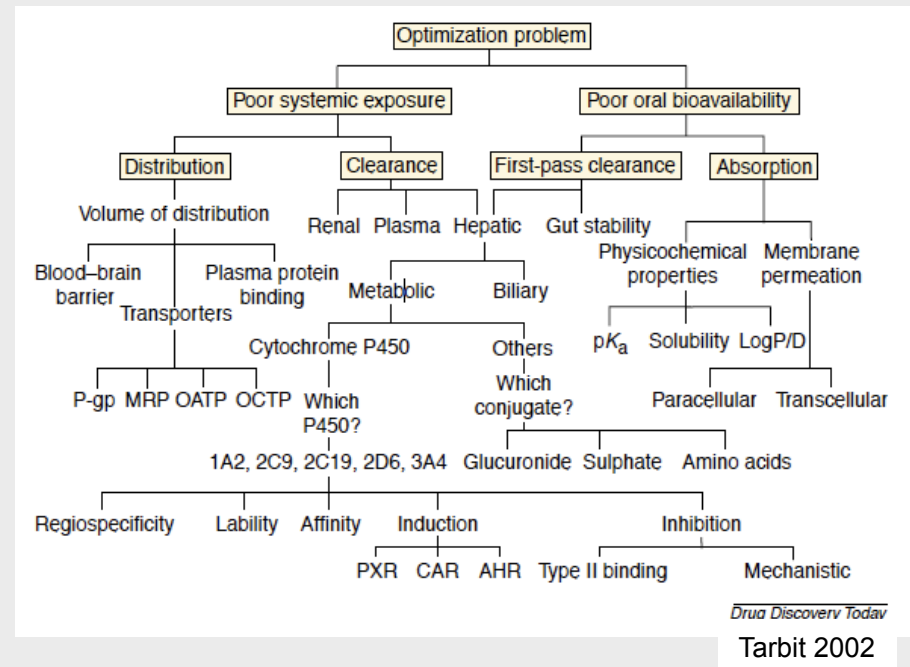 Optimization problem
Poor systemic exposure Poor oral bioavailability
Distribution Clearance First-pass clearance Absorption
Volume of distribution
Renal Plasma Hepatic Gut stability
Blood–brain
barrier
Plasma protein
binding
Physicochemical
properties
Membrane
permeation
Transporters
Metabolic Biliary
Cytochrome P450 Others
pKa Solubility LogP/D
P-gp MRP OATP OCTP
Which
P450?
Which
conjugate?
Paracellular Transcellular
1A2, 2C9, 2C19, 2D6, 3A4 Glucuronide Sulphate Amino acids
Regiospecificity Lability Affinity Induction Inhibition
PXR CAR AHR Type II binding Mechanistic
Drug Discovery Today
Tarbit 2002